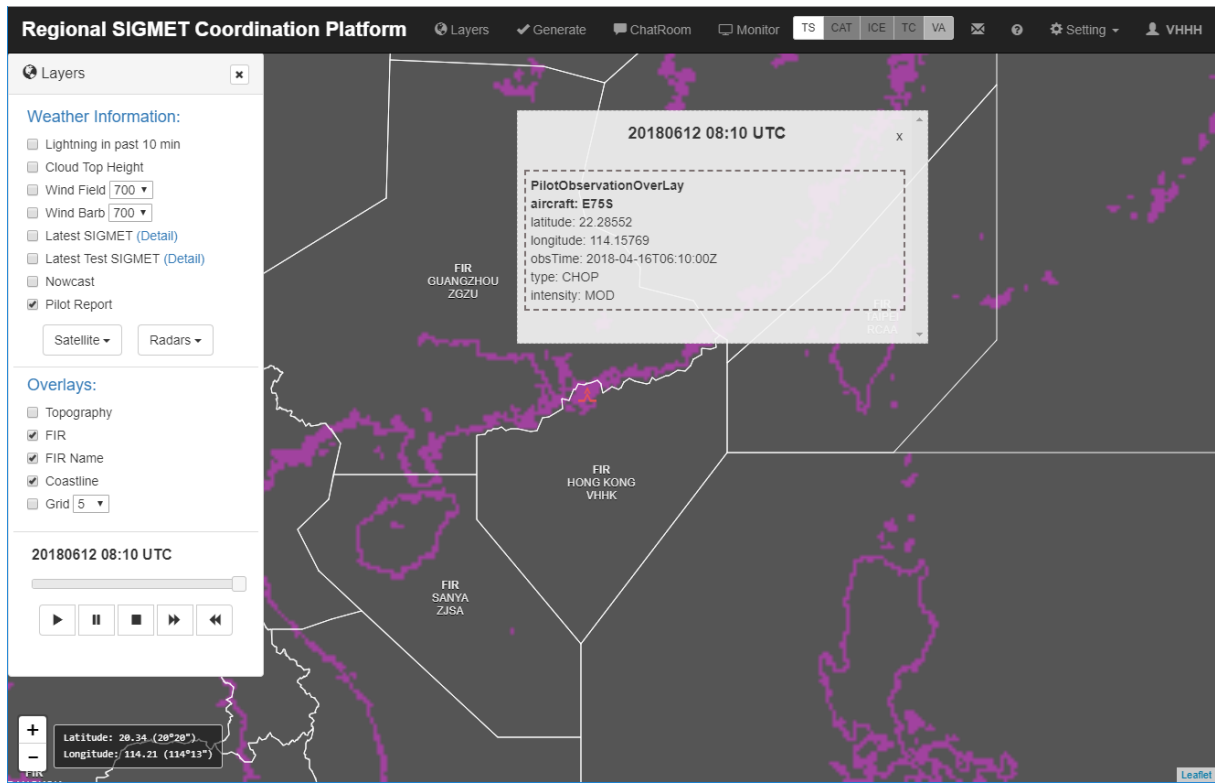 Regional SIGMET Coordination Platform Layers Generate ChatRoom Monitor TS CAT ICE TC VA Setting VHHH
Layers x
Weather Information:
Lightning in past 10 min
Cloud Top Height
Wind Field 700
Wind Barb 700
Latest SIGMET (Detail)
Latest Test SIGMET (Detail)
Nowcast
Pilot Report
Satellite Radars
Overlays:
Topography
FIR
FIR Name
Coastline
Grid 5
20180612 08:10 UTC
+
−
Latitude: 20.34 (20°20")
Longitude: 114.21 (114°13")
20180612 08:10 UTC x
PilotObservationOverLay
aircraft: E75S
latitude: 22.28552
longitude: 114.15769
obsTime: 2018-04-16T06:10:00Z
type: CHOP
intensity: MOD
FIR
GUANGZHOU
ZGZU
FIR
TAIPEI
RCAA
FIR
HONG KONG
VHHK
FIR
SANYA
ZJSA
FIR
Leaflet